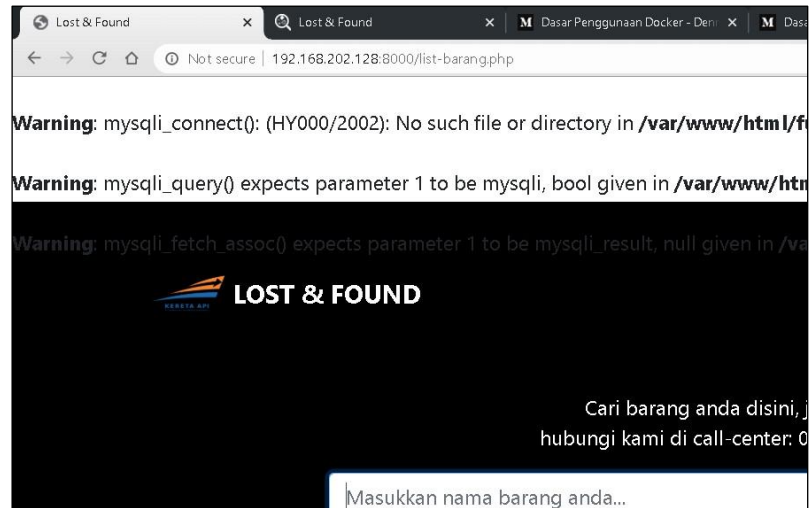 Lost & Found
Lost & Found
Dasar Penggunaan Docker - Den
Not secure | 192.168.202.128:8000/list-barang.php
Warning: mysqli_connect(): (HY000/2002): No such file or directory in /var/www/html/f
Warning: mysqli_query() expects parameter 1 to be mysqli, bool given in /var/www/
Warning: mysqli_fetch_assoc() expects parameter 1 to be mysqli_result, null given in /va
KERETA API
LOST & FOUND
Cari barang anda disini,
hubungi kami di call-center: 0
Masukkan nama barang anda...